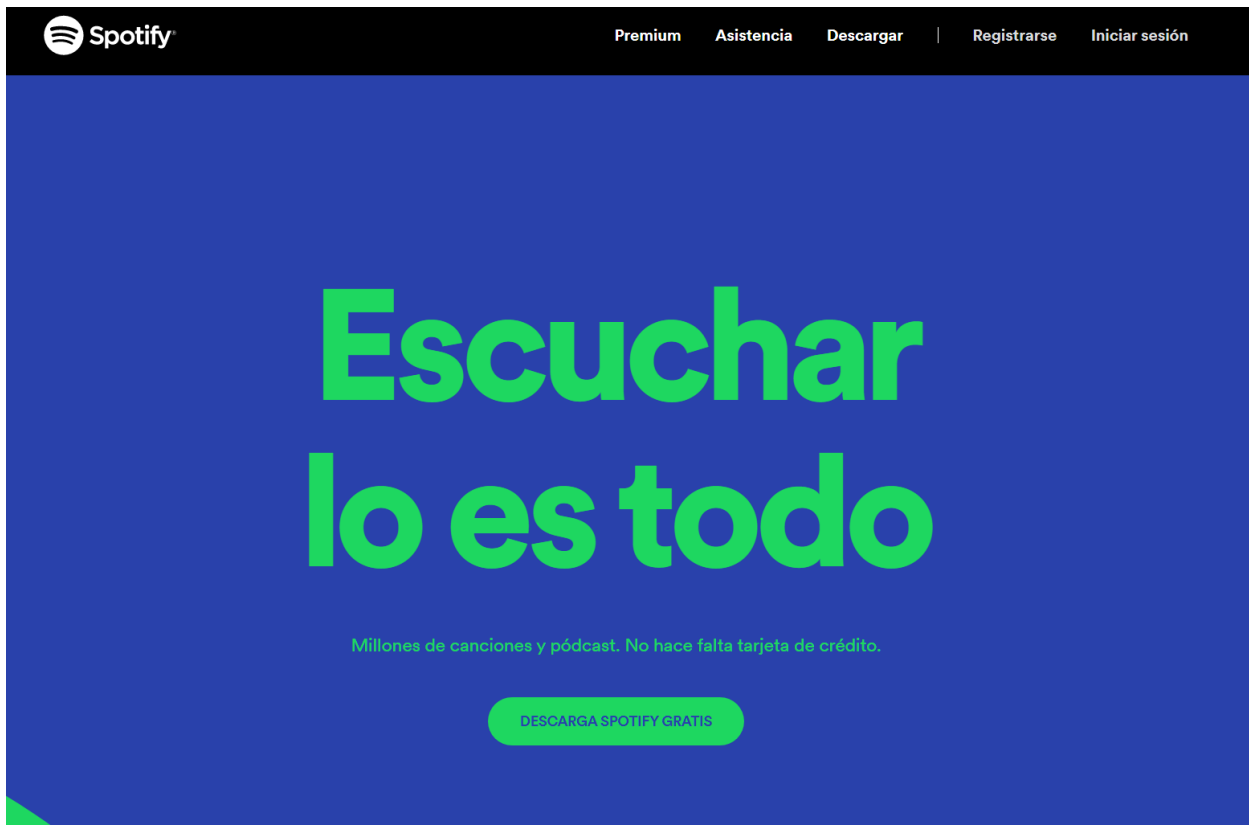 Spotify®
Premium Asistencia Descargar | Registrarse Iniciar sesión
Escuchar
lo es todo
Millones de canciones y pódcast. No hace falta tarjeta de crédito.
DESCARGA SPOTIFY GRATIS